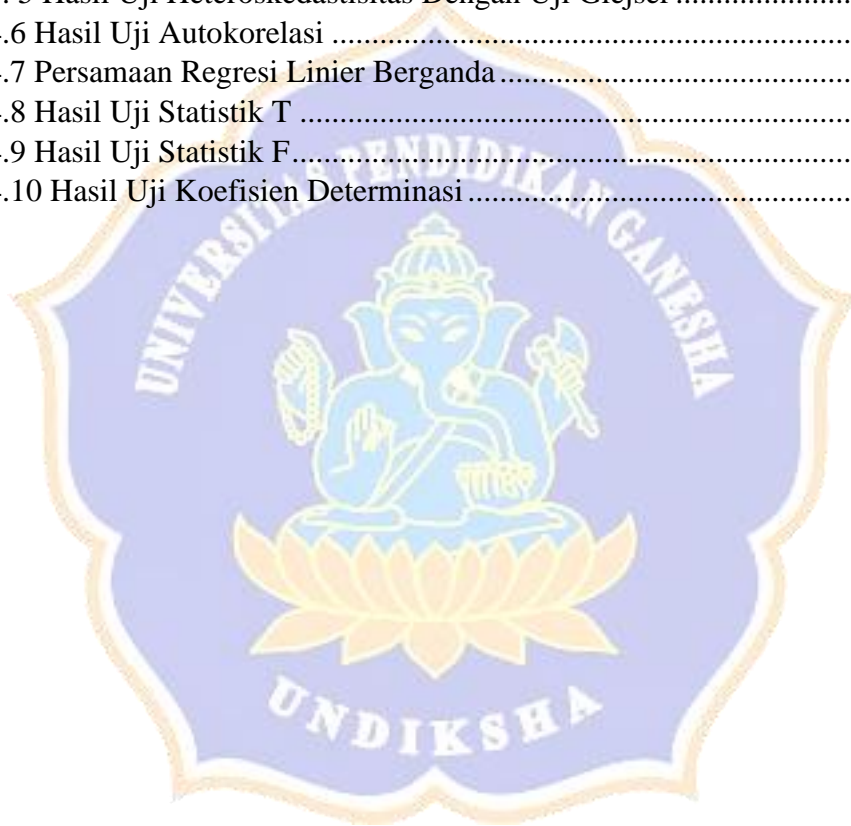 . 5 Hasil Uji Heteroskedastisitas Dengan Uji Glejser ........................
.6 Hasil Uji Autokorelasi ......................................................................
.7 Persamaan Regresi Linier Berganda ................................................
.8 Hasil Uji Statistik T ..........................................................................
.9 Hasil Uji Statistik F...........................................................................
.10 Hasil Uji Koefisien Determinasi ....................................................
UNIVERSITAS PENDIDIKAN GANESHA
UNDIKSHA